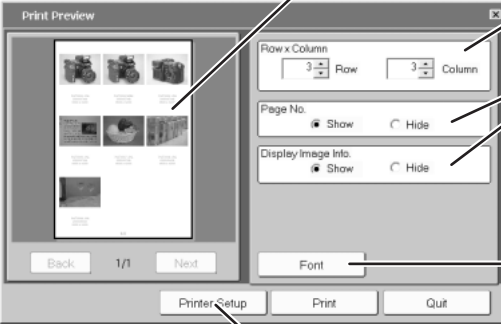 Print Preview
Row x Column
3 Row 3 Column
Page No.
Show Hide
Display Image Info.
Show Hide
Back 1/1 Next
Font
Printer Setup Print Quit